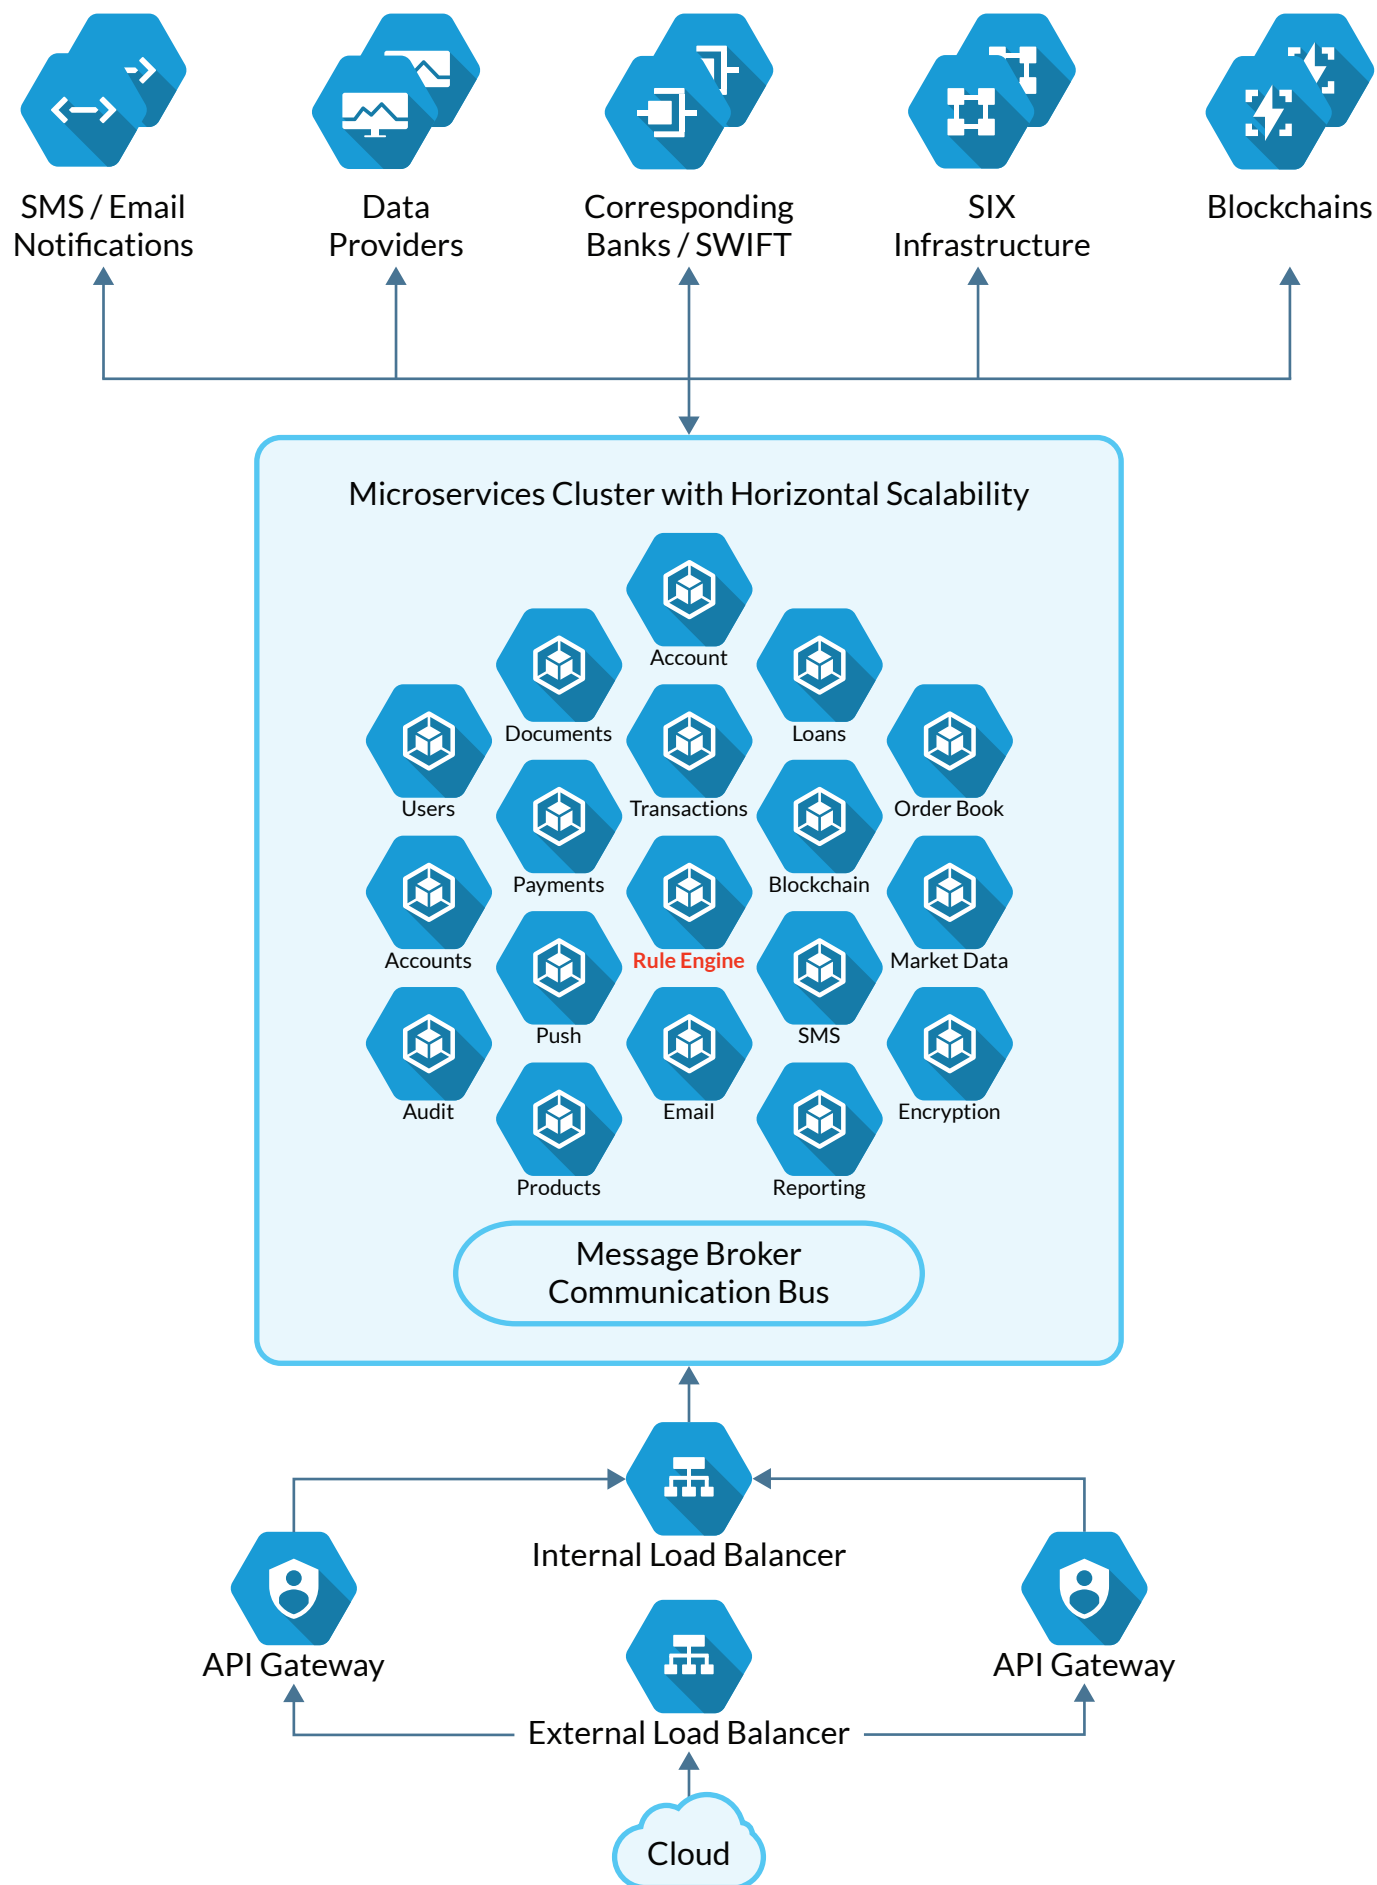 SMS / Email
Notifications
Data
Providers
Corresponding
Banks / SWIFT
SIX
Infrastructure
Blockchains
Microservices Cluster with Horizontal Scalability
Account
Documents
Loans
Users
Transactions
Order Book
Payments
Blockchain
Accounts
Rule Engine
Market Data
Push
SMS
Audit
Email
Encryption
Products
Reporting
Message Broker
Communication Bus
Internal Load Balancer
API Gateway
API Gateway
External Load Balancer
Cloud